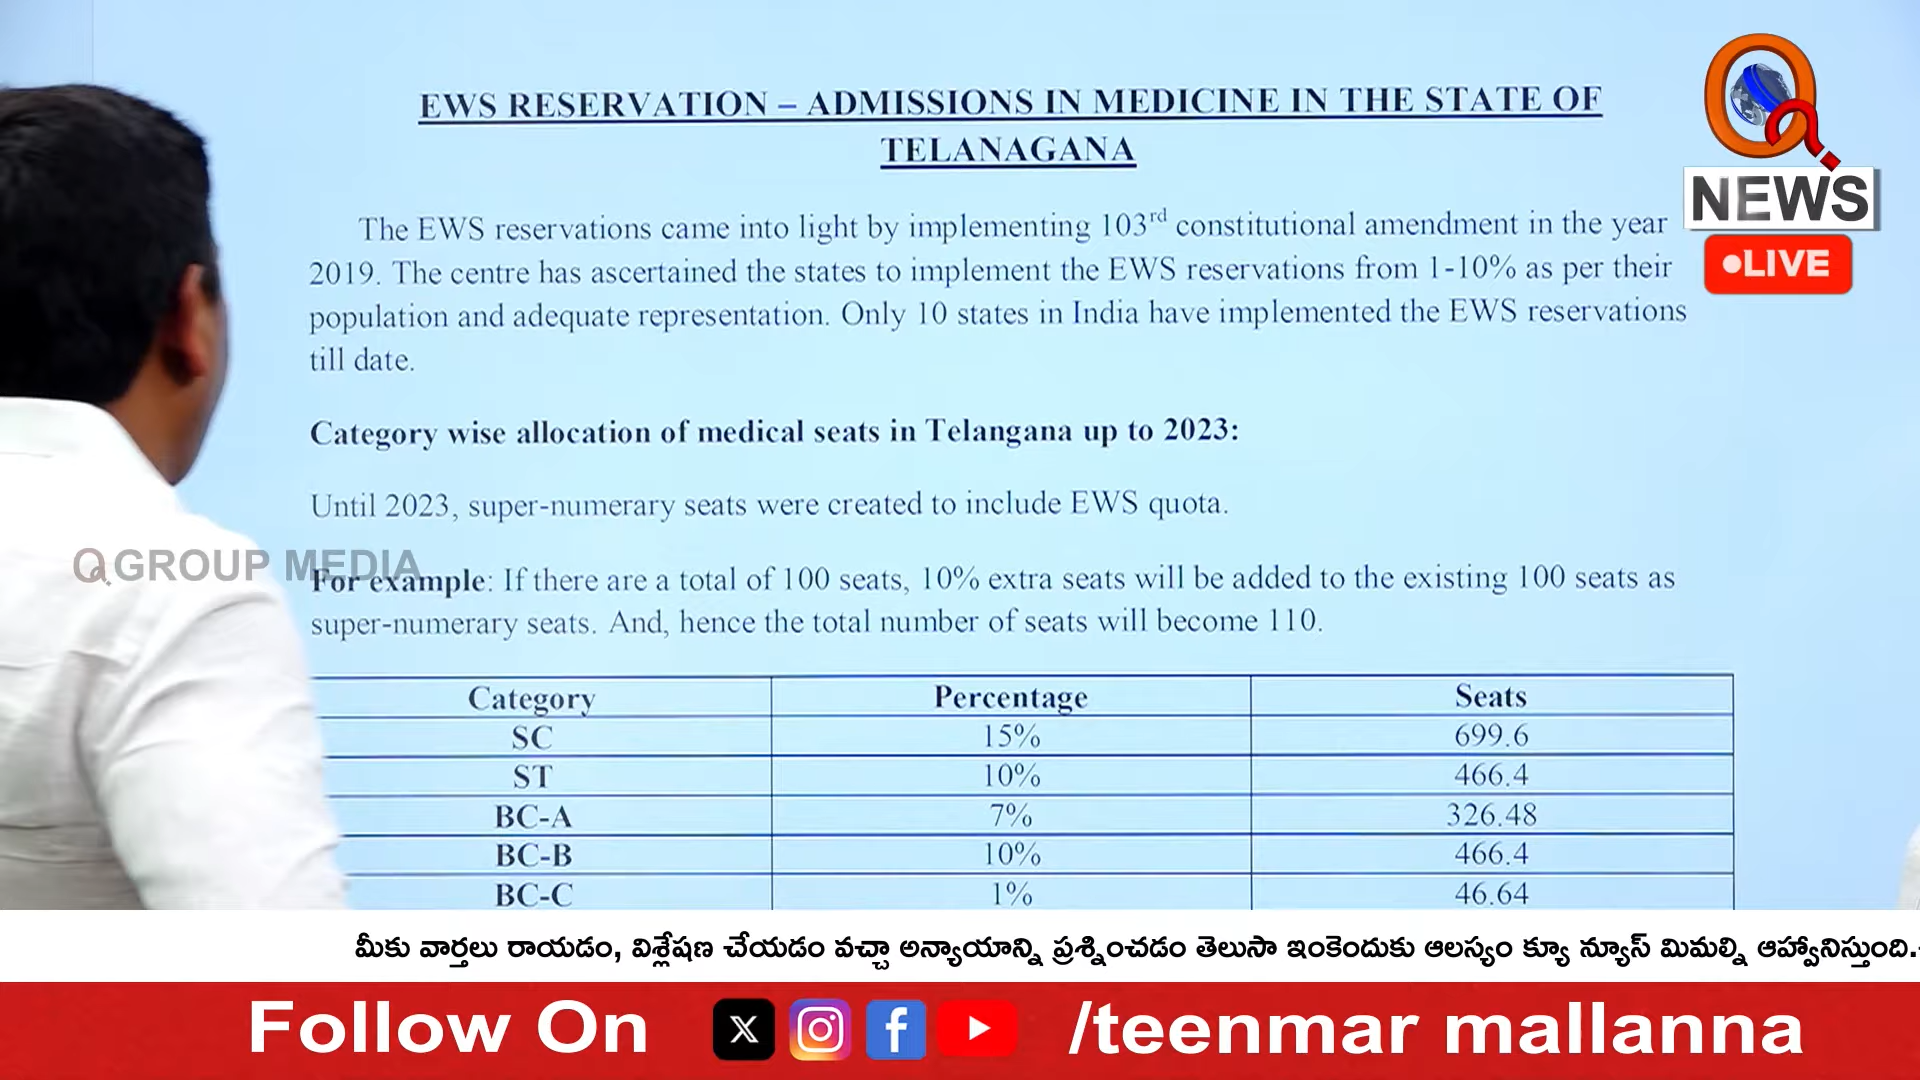 EWS RESERVATION – ADMISSIONS IN MEDICINE IN THE STATE OF
TELANAGANA
The EWS reservations came into light by implementing 103rd constitutional amendment in the year
2019. The centre has ascertained the states to implement the EWS reservations from 1-10% as per their
population and adequate representation. Only 10 states in India have implemented the EWS reservations
till date.
Category wise allocation of medical seats in Telangana up to 2023:
Until 2023, super-numerary seats were created to include EWS quota.
For example: If there are a total of 100 seats, 10% extra seats will be added to the existing 100 seats as
super-numerary seats. And, hence the total number of seats will become 110.
Category Percentage Seats
SC 15% 699.6
ST 10% 466.4
BC-A 7% 326.48
BC-B 10% 466.4
BC-C 1% 46.64
Q NEWS
LIVE
Q GROUP MEDIA
మీకు వార్తలు రాయడం, విశ్లేషణ చేయడం వచ్చా అన్యాయాన్ని ప్రశ్నించడం తెలుసా ఇంకెందుకు ఆలస్యం క్యూ న్యూస్ మిమల్ని ఆహ్వానిస్తుంది.
Follow On /teenmar mallanna